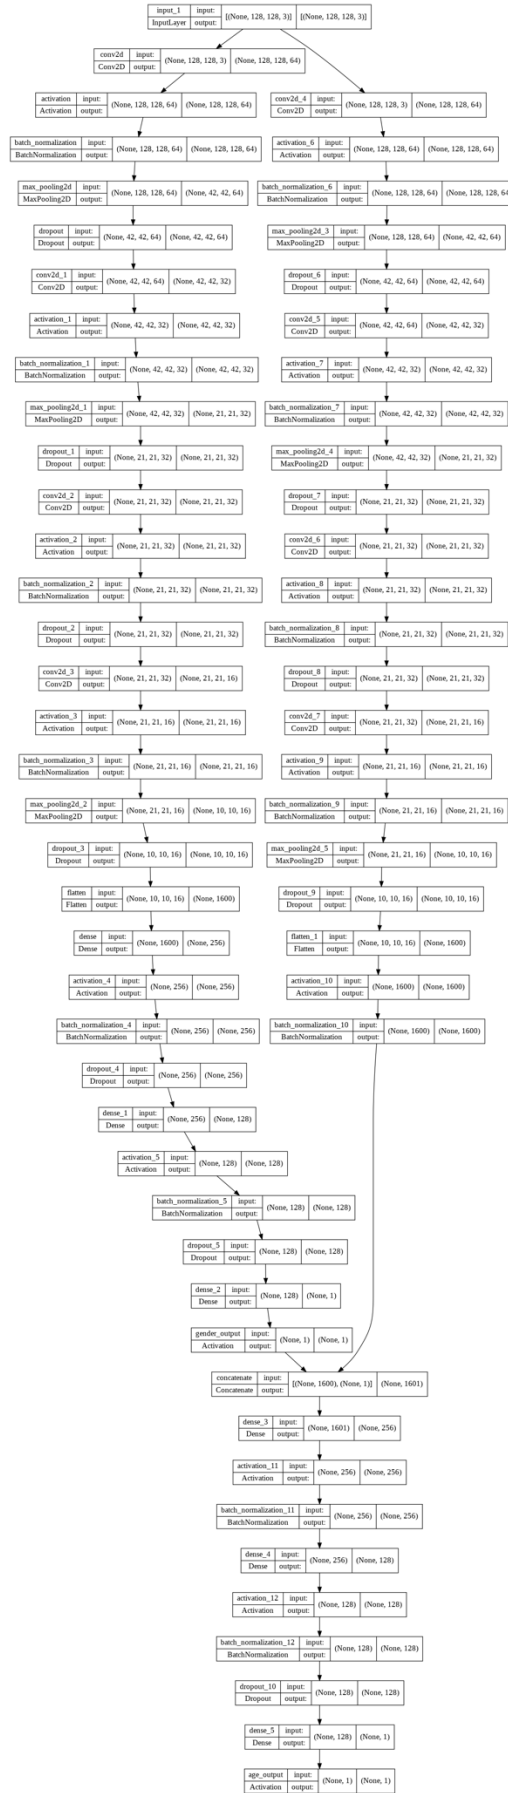 input_1 input: [(None, 128, 128, 3)] [(None, 128, 128, 3)]
InputLayer output:
conv2d input: (None, 128, 128, 3) (None, 128, 128, 64)
Conv2D output:
activation input: (None, 128, 128, 64) (None, 128, 128, 64)
Activation output:
conv2d_4 input: (None, 128, 128, 3) (None, 128, 128, 64)
Conv2D output:
batch_normalization input: (None, 128, 128, 64) (None, 128, 128, 64)
BatchNormalization output:
activation_6 input: (None, 128, 128, 64) (None, 128, 128, 64)
Activation output:
max_pooling2d input: (None, 128, 128, 64) (None, 42, 42, 64)
MaxPooling2D output:
batch_normalization_6 input: (None, 128, 128, 64) (None, 128, 128, 64
BatchNormalization output:
dropout input: (None, 42, 42, 64) (None, 42, 42, 64)
Dropout output:
max_pooling2d_3 input: (None, 128, 128, 64) (None, 42, 42, 64)
MaxPooling2D output:
conv2d_1 input: (None, 42, 42, 64) (None, 42, 42, 32)
Conv2D output:
dropout_6 input: (None, 42, 42, 64) (None, 42, 42, 64)
Dropout output:
activation_1 input: (None, 42, 42, 32) (None, 42, 42, 32)
Activation output:
conv2d_5 input: (None, 42, 42, 64) (None, 42, 42, 32)
Conv2D output:
batch_normalization_1 input: (None, 42, 42, 32) (None, 42, 42, 32)
BatchNormalization output:
activation_7 input: (None, 42, 42, 32) (None, 42, 42, 32)
Activation output:
max_pooling2d_1 input: (None, 42, 42, 32) (None, 21, 21, 32)
MaxPooling2D output:
batch_normalization_7 input: (None, 42, 42, 32) (None, 42, 42, 32)
BatchNormalization output:
dropout_1 input: (None, 21, 21, 32) (None, 21, 21, 32)
Dropout output:
max_pooling2d_4 input: (None, 42, 42, 32) (None, 21, 21, 32)
MaxPooling2D output:
conv2d_2 input: (None, 21, 21, 32) (None, 21, 21, 32)
Conv2D output:
dropout_7 input: (None, 21, 21, 32) (None, 21, 21, 32)
Dropout output:
activation_2 input: (None, 21, 21, 32) (None, 21, 21, 32)
Activation output:
conv2d_6 input: (None, 21, 21, 32) (None, 21, 21, 32)
Conv2D output:
batch_normalization_2 input: (None, 21, 21, 32) (None, 21, 21, 32)
BatchNormalization output:
activation_8 input: (None, 21, 21, 32) (None, 21, 21, 32)
Activation output:
dropout_2 input: (None, 21, 21, 32) (None, 21, 21, 32)
Dropout output:
batch_normalization_8 input: (None, 21, 21, 32) (None, 21, 21, 32)
BatchNormalization output:
conv2d_3 input: (None, 21, 21, 32) (None, 21, 21, 16)
Conv2D output:
dropout_8 input: (None, 21, 21, 32) (None, 21, 21, 32)
Dropout output:
activation_3 input: (None, 21, 21, 16) (None, 21, 21, 16)
Activation output:
conv2d_7 input: (None, 21, 21, 32) (None, 21, 21, 16)
Conv2D output:
batch_normalization_3 input: (None, 21, 21, 16) (None, 21, 21, 16)
BatchNormalization output:
activation_9 input: (None, 21, 21, 16) (None, 21, 21, 16)
Activation output:
max_pooling2d_2 input: (None, 21, 21, 16) (None, 10, 10, 16)
MaxPooling2D output:
batch_normalization_9 input: (None, 21, 21, 16) (None, 21, 21, 16)
BatchNormalization output:
dropout_3 input: (None, 10, 10, 16) (None, 10, 10, 16)
Dropout output:
max_pooling2d_5 input: (None, 21, 21, 16) (None, 10, 10, 16)
MaxPooling2D output:
flatten input: (None, 10, 10, 16) (None, 1600)
Flatten output:
dropout_9 input: (None, 10, 10, 16) (None, 10, 10, 16)
Dropout output:
dense input: (None, 1600) (None, 256)
Dense output:
flatten_1 input: (None, 10, 10, 16) (None, 1600)
Flatten output:
activation_4 input: (None, 256) (None, 256)
Activation output:
activation_10 input: (None, 1600) (None, 1600)
Activation output:
batch_normalization_4 input: (None, 256) (None, 256)
BatchNormalization output:
batch_normalization_10 input: (None, 1600) (None, 1600)
BatchNormalization output:
dropout_4 input: (None, 256) (None, 256)
Dropout output:
dense_1 input: (None, 256) (None, 128)
Dense output:
activation_5 input: (None, 128) (None, 128)
Activation output:
batch_normalization_5 input: (None, 128) (None, 128)
BatchNormalization output:
dropout_5 input: (None, 128) (None, 128)
Dropout output:
dense_2 input: (None, 128) (None, 1)
Dense output:
gender_output input: (None, 1) (None, 1)
Activation output:
concatenate input: [(None, 1600), (None, 1)] (None, 1601)
Concatenate output:
dense_3 input: (None, 1601) (None, 256)
Dense output:
activation_11 input: (None, 256) (None, 256)
Activation output:
batch_normalization_11 input: (None, 256) (None, 256)
BatchNormalization output:
dense_4 input: (None, 256) (None, 128)
Dense output:
activation_12 input: (None, 128) (None, 128)
Activation output:
batch_normalization_12 input: (None, 128) (None, 128)
BatchNormalization output:
dropout_10 input: (None, 128) (None, 128)
Dropout output:
dense_5 input: (None, 128) (None, 1)
Dense output:
age_output input: (None, 1) (None, 1)
Activation output: